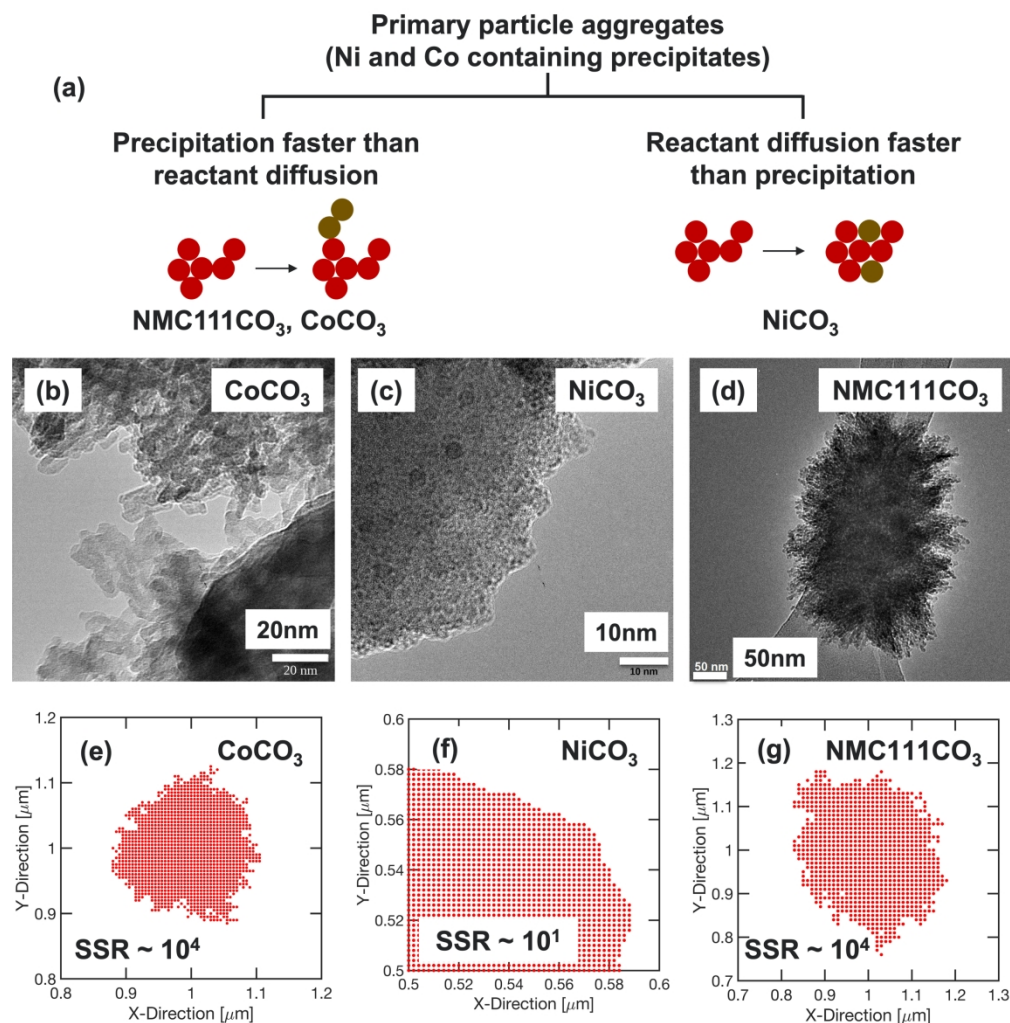 Primary particle aggregates
(Ni and Co containing precipitates)
(a)
Precipitation faster than
reactant diffusion
Reactant diffusion faster
than precipitation
NMC111CO₃, CoCO₃
NiCO₃
(b)
CoCO₃
20nm
20 nm
(c)
NiCO₃
10nm
10 nm
(d)
NMC111CO₃
50nm
50 nm
(e)
CoCO₃
SSR ~ 10⁴
1.2
1.1
1
0.9
0.8
Y-Direction [μm]
0.8 0.9 1 1.1 1.2
X-Direction [μm]
(f)
NiCO₃
SSR ~ 10¹
0.6
0.58
0.56
0.54
0.52
0.5
Y-Direction [μm]
0.5 0.52 0.54 0.56 0.58 0.6
X-Direction [μm]
(g)
NMC111CO₃
SSR ~ 10⁴
1.3
1.2
1.1
1
0.9
0.8
0.7
Y-Direction [μm]
0.7 0.8 0.9 1 1.1 1.2 1.3
X-Direction [μm]